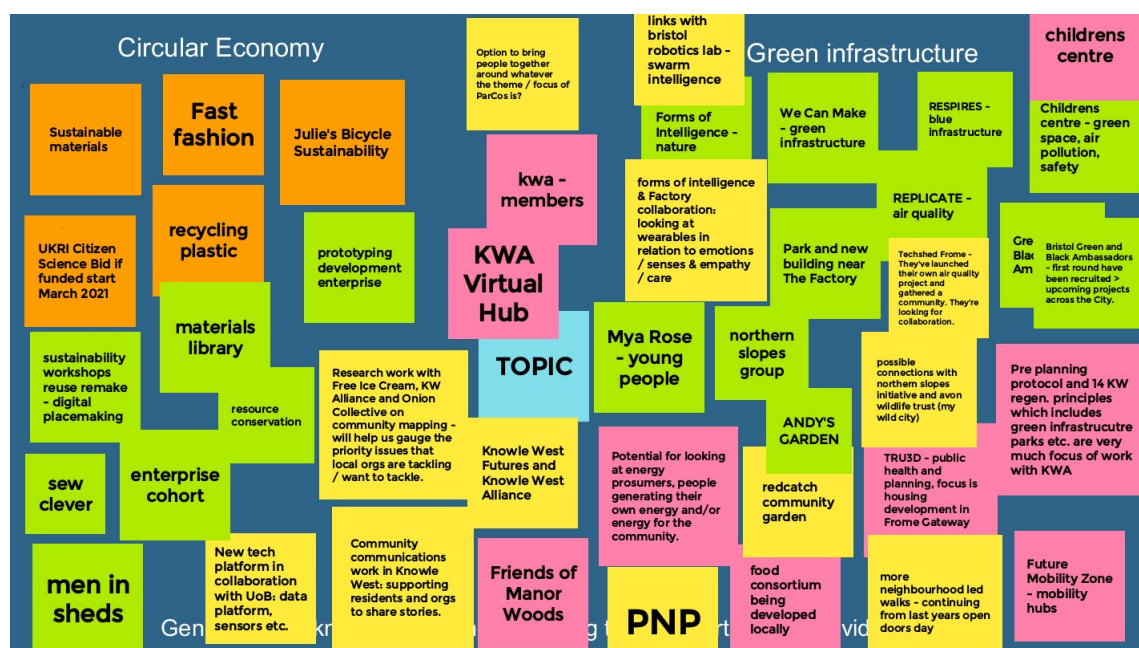 Circular Economy
Green infrastructure
Option to bring
people together
around whatever
the theme / focus of
ParCos is?
links with
bristol
robotics lab -
swarm
intelligence
childrens
centre
Sustainable
materials
Fast
fashion
Julie's Bicycle
Sustainability
Forms of
Intelligence -
nature
We Can Make
- green
infrastructure
RESPIRES -
blue
infrastructure
Childrens
centre - green
space, air
pollution,
safety
kwa -
members
forms of intelligence
& Factory
collaboration:
looking at
wearables in
relation to emotions
/ senses & empathy
/ care
REPLICATE -
air quality
UKRI Citizen
Science Bid if
funded start
March 2021
recycling
plastic
prototyping
development
enterprise
KWA
Virtual
Hub
Park and new
building near
The Factory
Techshed Frome -
They've launched
their own air quality
project and
gathered a
community. They're
looking for
collaboration.
Bristol Green and
Black Ambassadors
- first round have
been recruited >
upcoming projects
across the City.
materials
library
TOPIC
Mya Rose
- young
people
northern
slopes
group
sustainability
workshops
reuse remake
- digital
placemaking
resource
conservation
Research work with
Free Ice Cream, KW
Alliance and Onion
Collective on
community mapping -
will help us gauge the
priority issues that
local orgs are tackling
/ want to tackle.
possible
connections with
northern slopes
initiative and avon
wildlife trust (my
wild city)
Pre planning
protocol and 14 KW
regen. principles
which includes
green infrastrucutre
parks etc. are very
much focus of work
with KWA
ANDY'S
GARDEN
sew
clever
enterprise
cohort
Knowle West
Futures and
Knowle West
Alliance
Potential for looking
at energy
prosumers, people
generating their
own energy and/or
energy for the
community.
redcatch
community
garden
TRU3D - public
health and
planning, focus is
housing
development in
Frome Gateway
men in
sheds
New tech
platform in
collaboration
with UoB: data
platform,
sensors etc.
Community
communications
work in Knowle
West: supporting
residents and orgs
to share stories.
Friends of
Manor
Woods
PNP
food
consortium
being
developed
locally
more
neighbourhood led
walks - continuing
from last years open
doors day
Future
Mobility Zone
- mobility
hubs